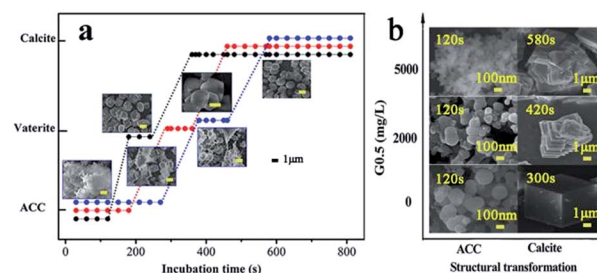 a
Calcite
Vaterite
ACC
1μm
0 200 400 600 800
Incubation time (s)
b
G0.5 (mg/L)
5000
2000
0
120s
580s
100nm
1μm
120s
420s
100nm
1μm
120s
300s
100nm
1μm
ACC Calcite
Structural transformation